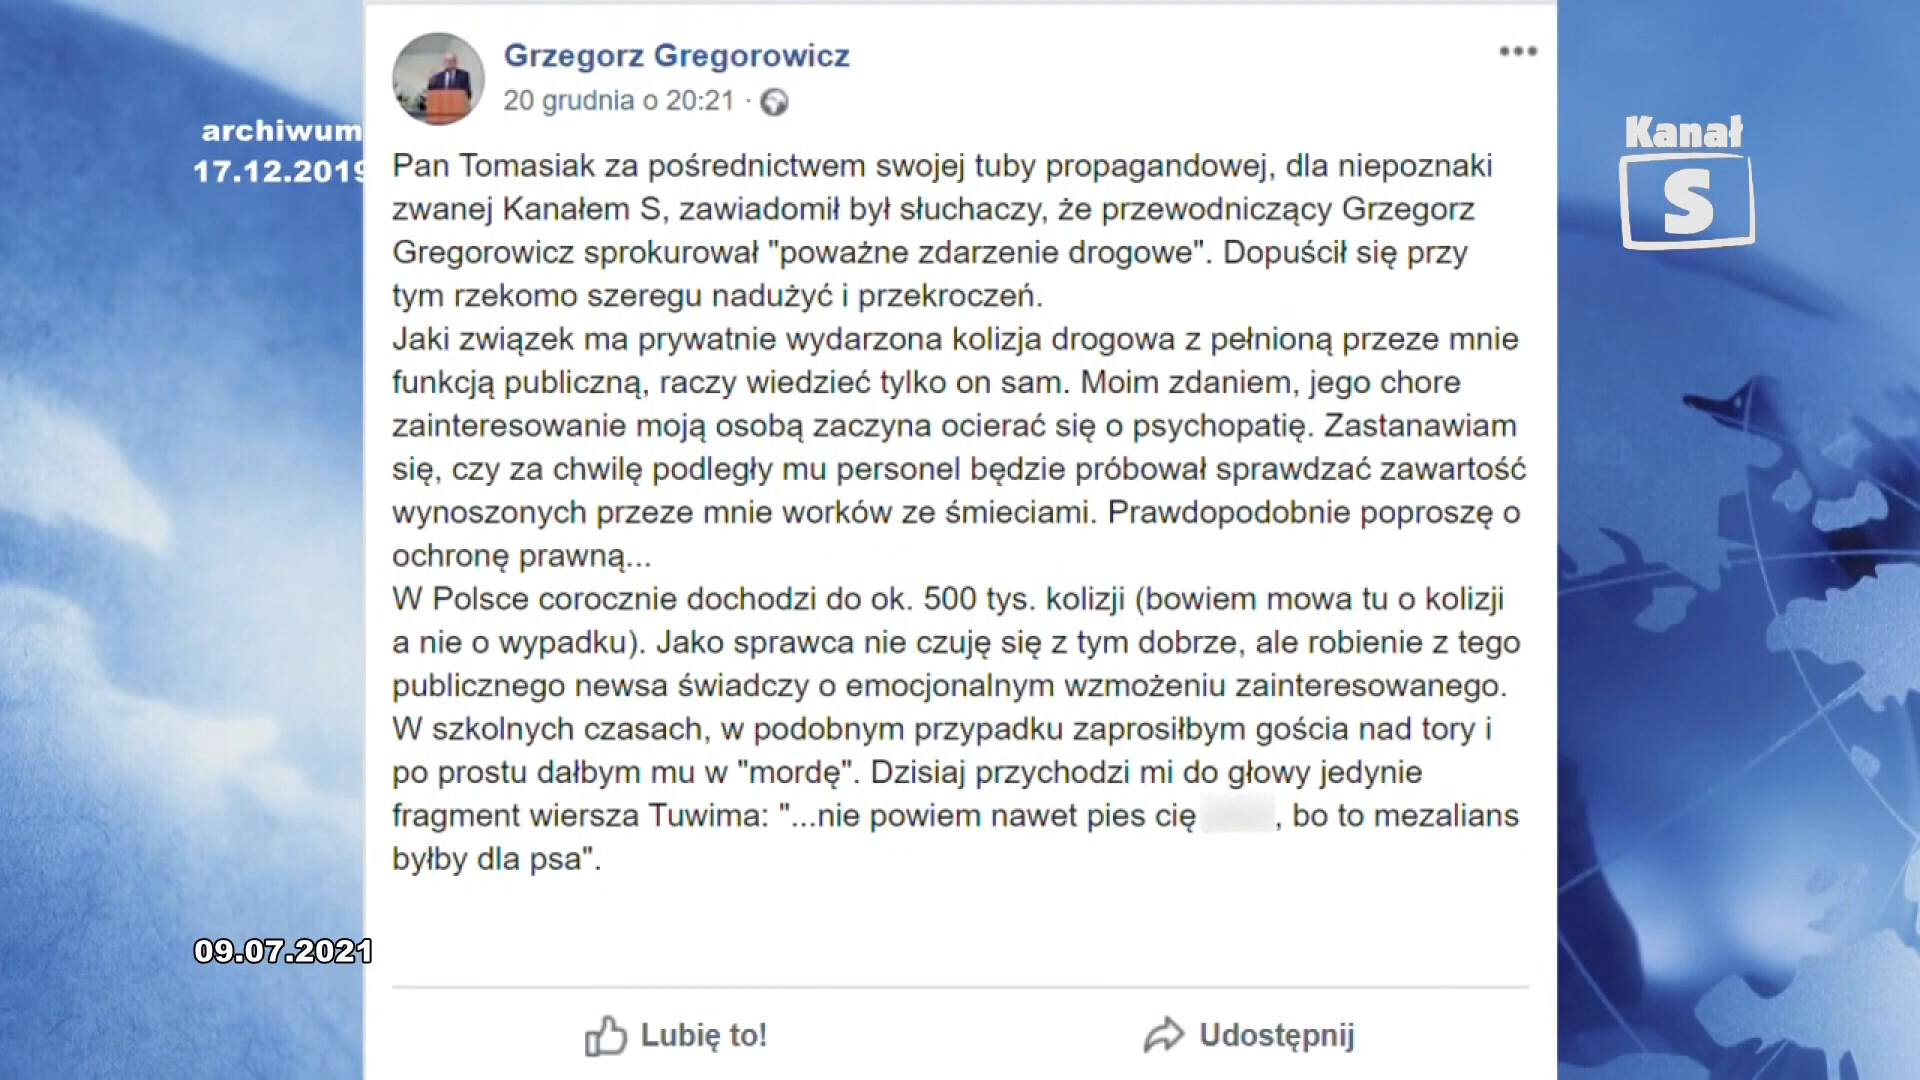 Grzegorz Gregorowicz
20 grudnia o 20:21 ·
archiwum
17.12.2019
Kanał
S
Pan Tomasiak za pośrednictwem swojej tuby propagandowej, dla niepoznaki
zwanej Kanałem S, zawiadomił był słuchaczy, że przewodniczący Grzegorz
Gregorowicz sprokurował "poważne zdarzenie drogowe". Dopuścił się przy
tym rzekomo szeregu nadużyć i przekroczeń.
Jaki związek ma prywatnie wydarzona kolizja drogowa z pełnioną przeze mnie
funkcją publiczną, raczy wiedzieć tylko on sam. Moim zdaniem, jego chore
zainteresowanie moją osobą zaczyna ocierać się o psychopatię. Zastanawiam
się, czy za chwilę podległy mu personel będzie próbował sprawdzać zawartość
wynoszonych przeze mnie worków ze śmieciami. Prawdopodobnie poproszę o
ochronę prawną...
W Polsce corocznie dochodzi do ok. 500 tys. kolizji (bowiem mowa tu o kolizji
a nie o wypadku). Jako sprawca nie czuję się z tym dobrze, ale robienie z tego
publicznego newsa świadczy o emocjonalnym wzmożeniu zainteresowanego.
W szkolnych czasach, w podobnym przypadku zaprosiłbym gościa nad tory i
po prostu dałbym mu w "mordę". Dzisiaj przychodzi mi do głowy jedynie
fragment wiersza Tuwima: "...nie powiem nawet pies cię , bo to mezalians
byłby dla psa".
09.07.2021
Lubię to!
Udostępnij